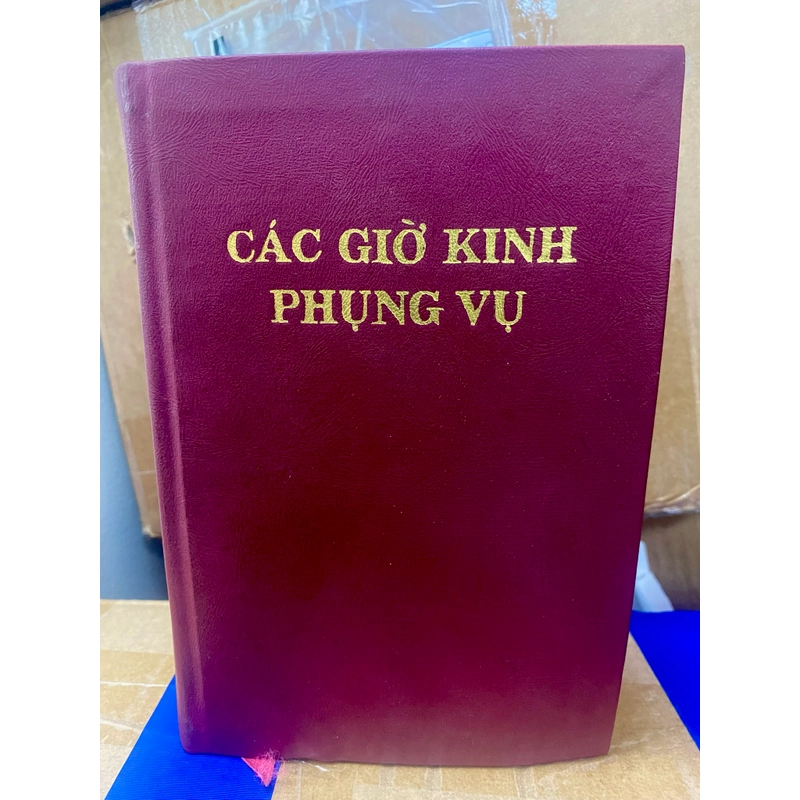 CÁC GIỜ KINH
PHỤNG VỤ